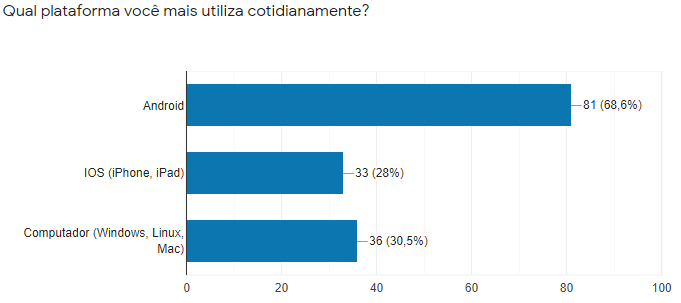 Qual plataforma você mais utiliza cotidianamente?
Android
81 (68,6%)
IOS (iPhone, iPad)
33 (28%)
Computador (Windows, Linux,
Mac)
36 (30,5%)
0
20
40
60
80
100